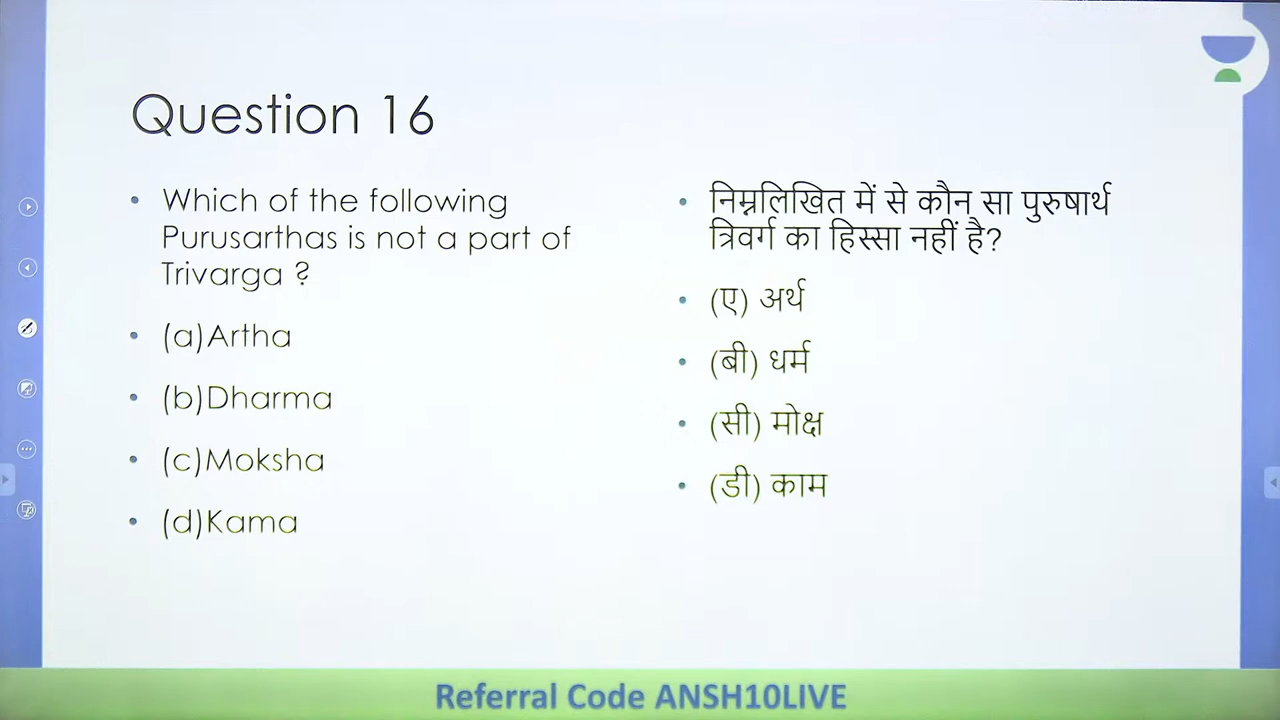 Question 16
Which of the following
Purusarthas is not a part of
Trivarga ?
(a)Artha
(b)Dharma
(c)Moksha
(d)Kama
निम्नलिखित में से कौन सा पुरुषार्थ
त्रिवर्ग का हिस्सा नहीं है?
(ए) अर्थ
(बी) धर्म
(सी) मोक्ष
(डी) काम
Referral Code ANSH10LIVE